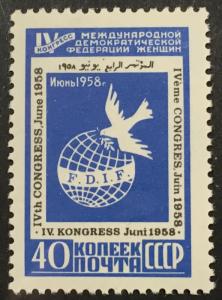 IV КОНГРЕСС
МЕЖДУНАРОДНОЙ
ДЕМОКРАТИЧЕСКОЙ
ФЕДЕРАЦИИ ЖЕНЩИН
المؤتمر الرابع يونيو ١٩٥٨
Июнь 1958 г.
IVth CONGRESS, June 1958
IVème CONGRES, Juin 1958
F.D.I.F.
IV. KONGRESS Juni 1958
40 КОПЕЕК
ПОЧТА СССР